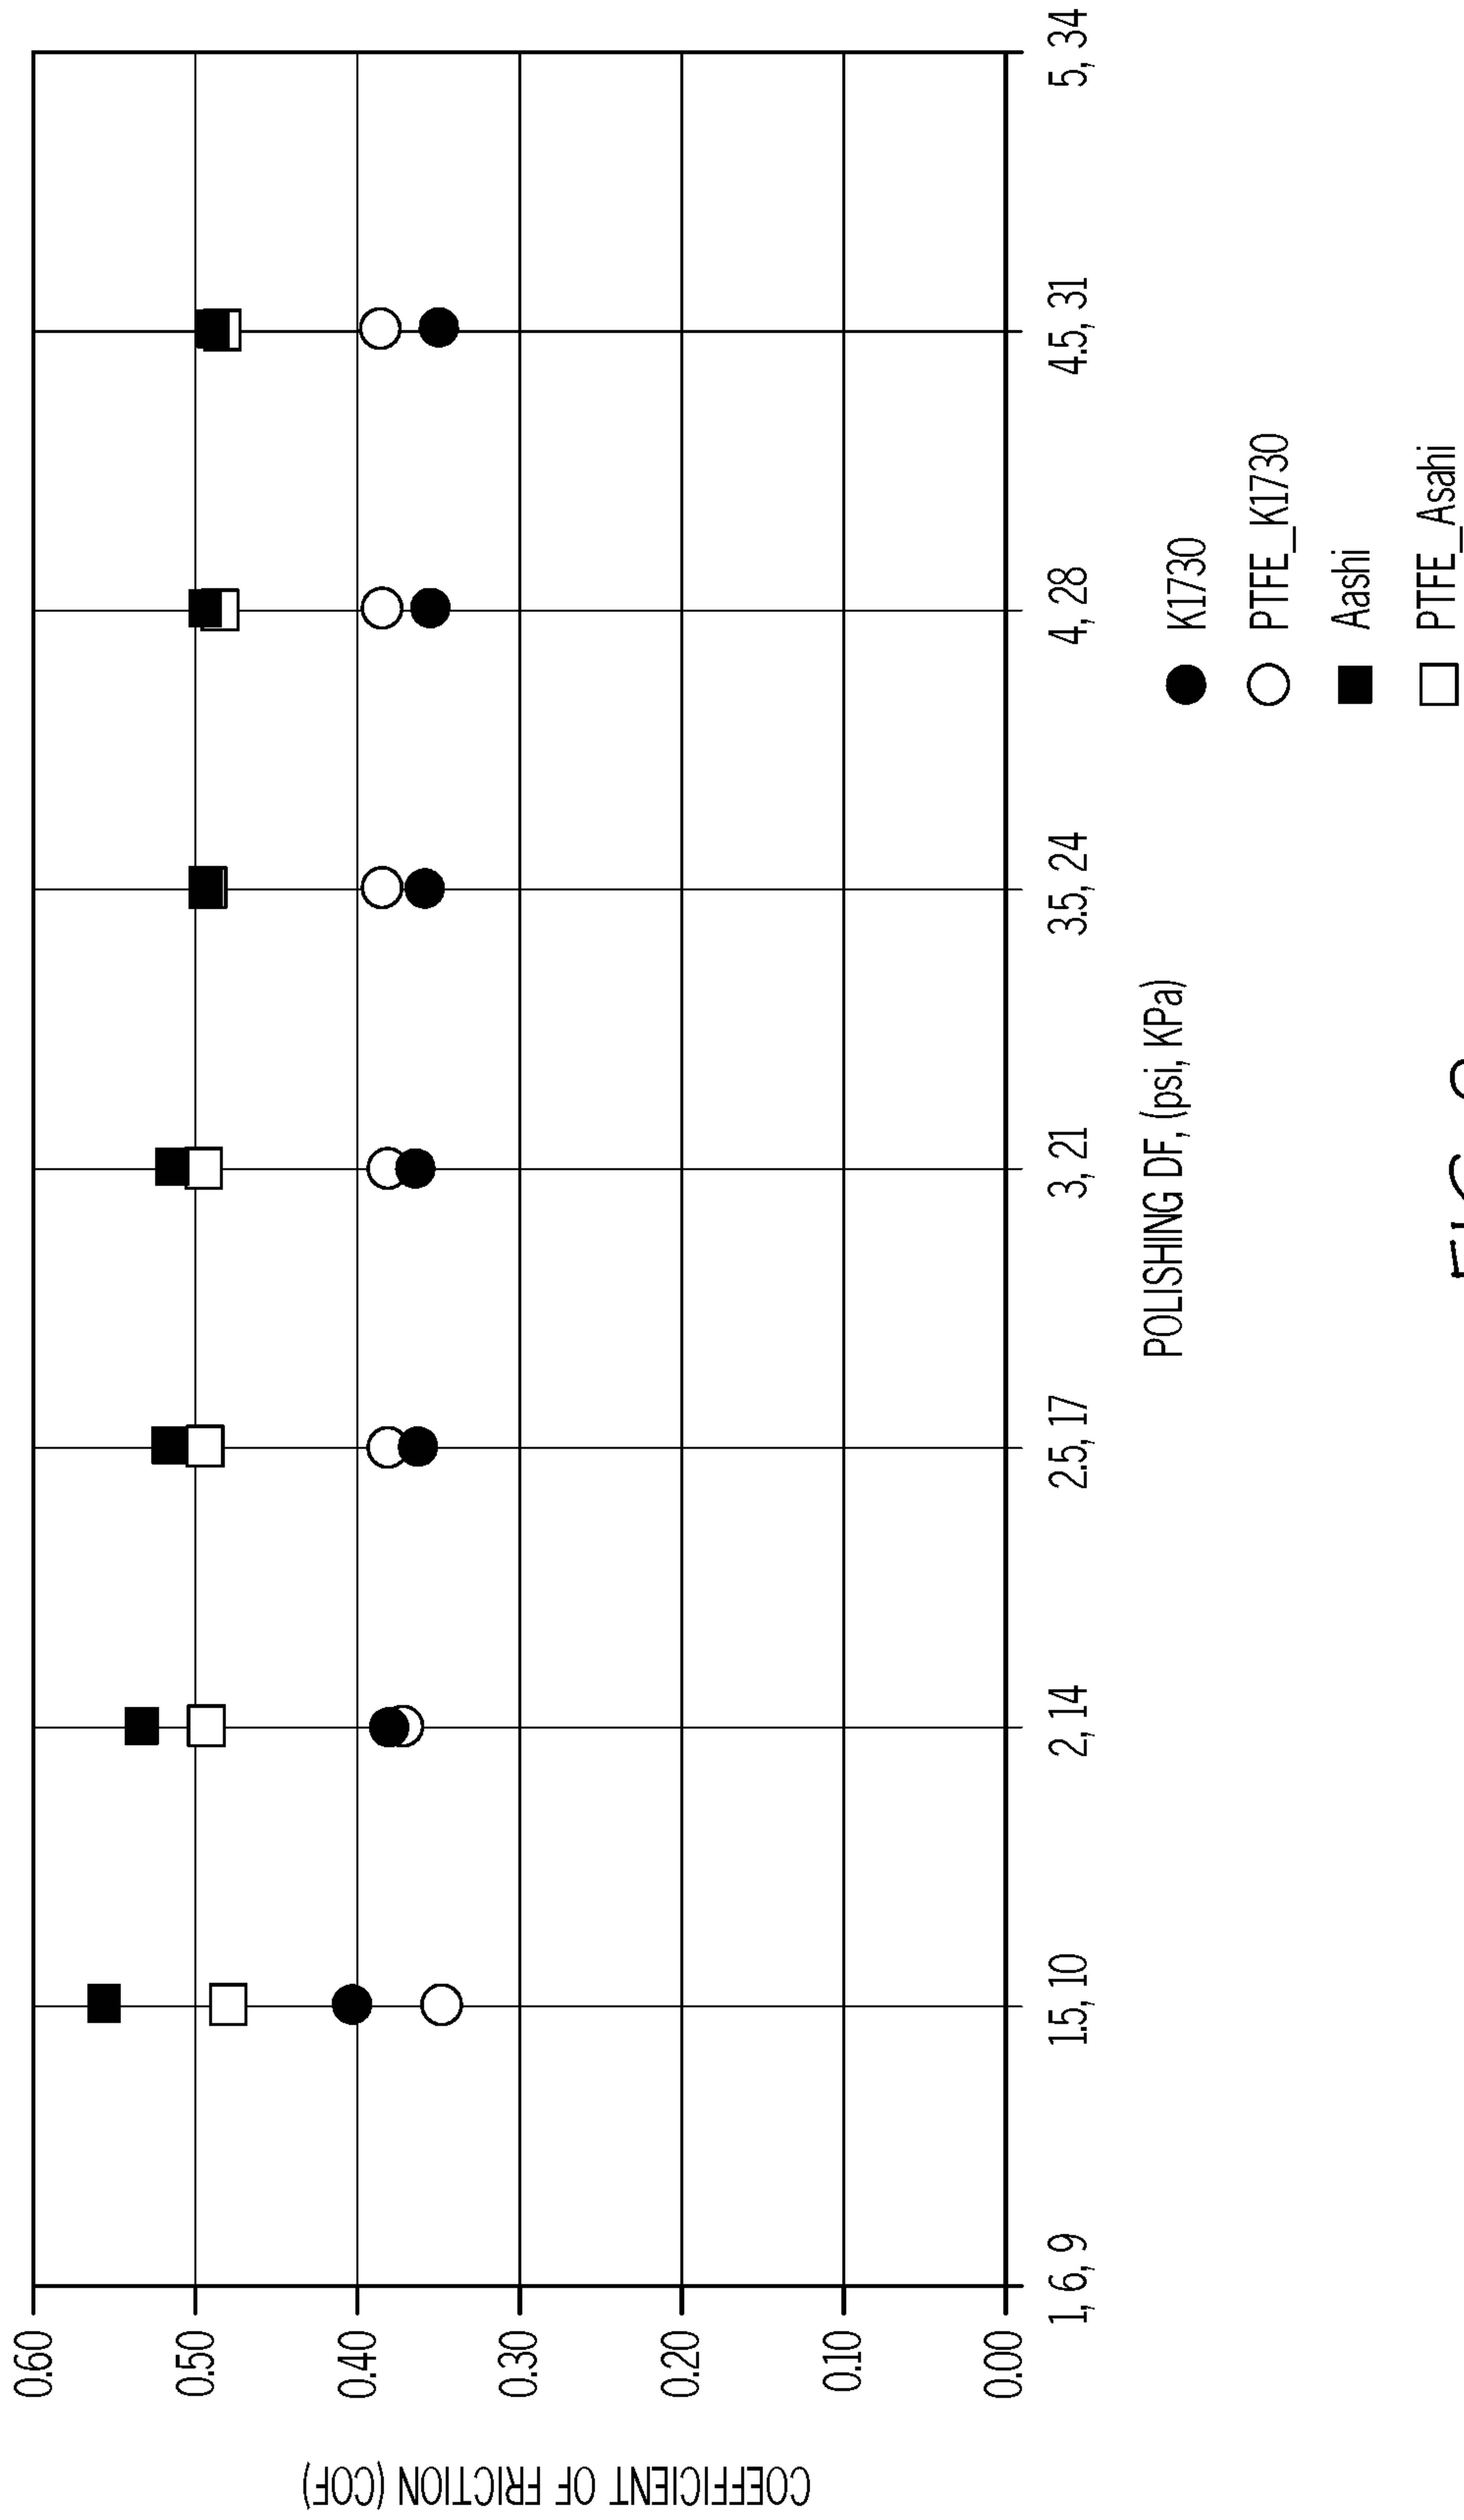 COEFFICIENT OF FRICTION (COF)
0.60
0.50
0.40
0.30
0.20
0.10
0.00
1, 6, 9
1.5, 10
2, 14
2.5, 17
3, 21
3.5, 24
4, 28
4.5, 31
5, 34
POLISHING DF, (psi, KPa)
K1730
PTFE_K1730
Aashi
PTFE_Asahi